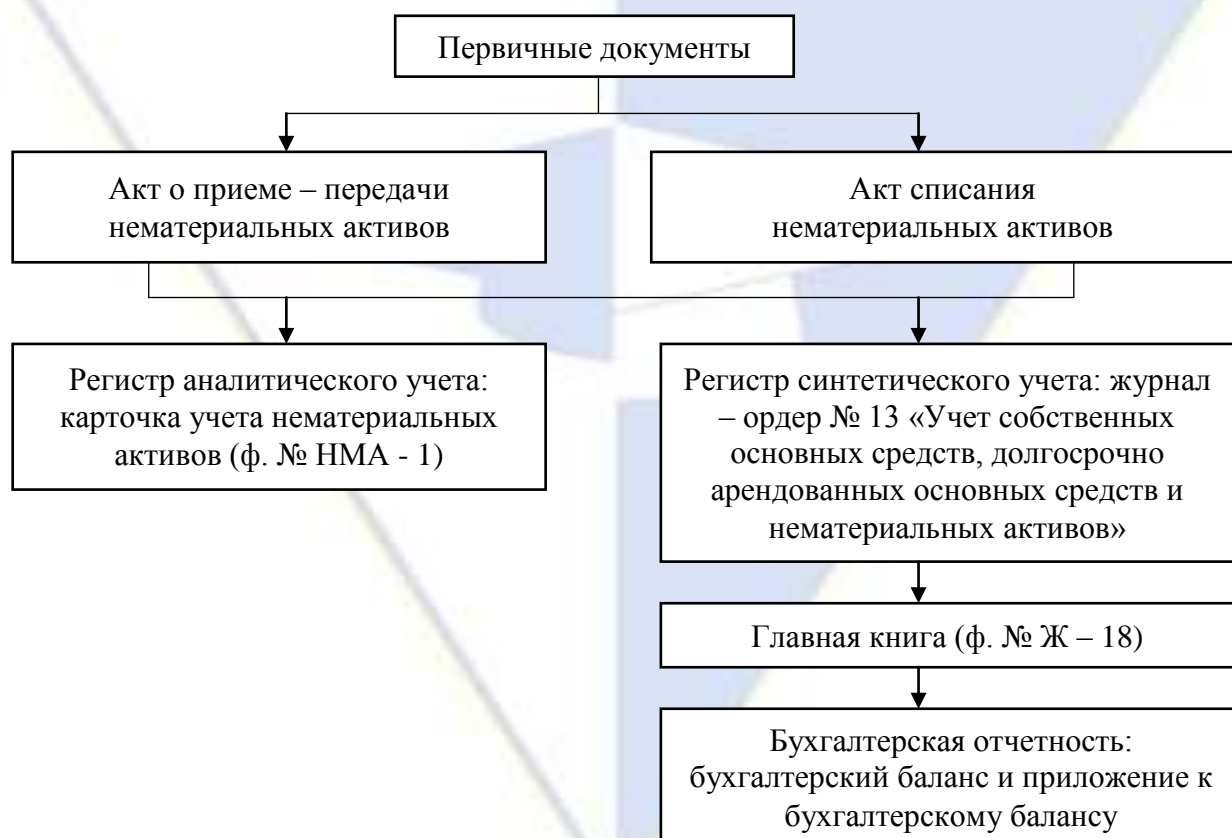 Первичные документы
Акт о приеме – передачи
нематериальных активов
Акт списания
нематериальных активов
Регистр аналитического учета:
карточка учета нематериальных
активов (ф. № НМА - 1)
Регистр синтетического учета: журнал
– ордер № 13 «Учет собственных
основных средств, долгосрочно
арендованных основных средств и
нематериальных активов»
Главная книга (ф. № Ж – 18)
Бухгалтерская отчетность:
бухгалтерский баланс и приложение к
бухгалтерскому балансу